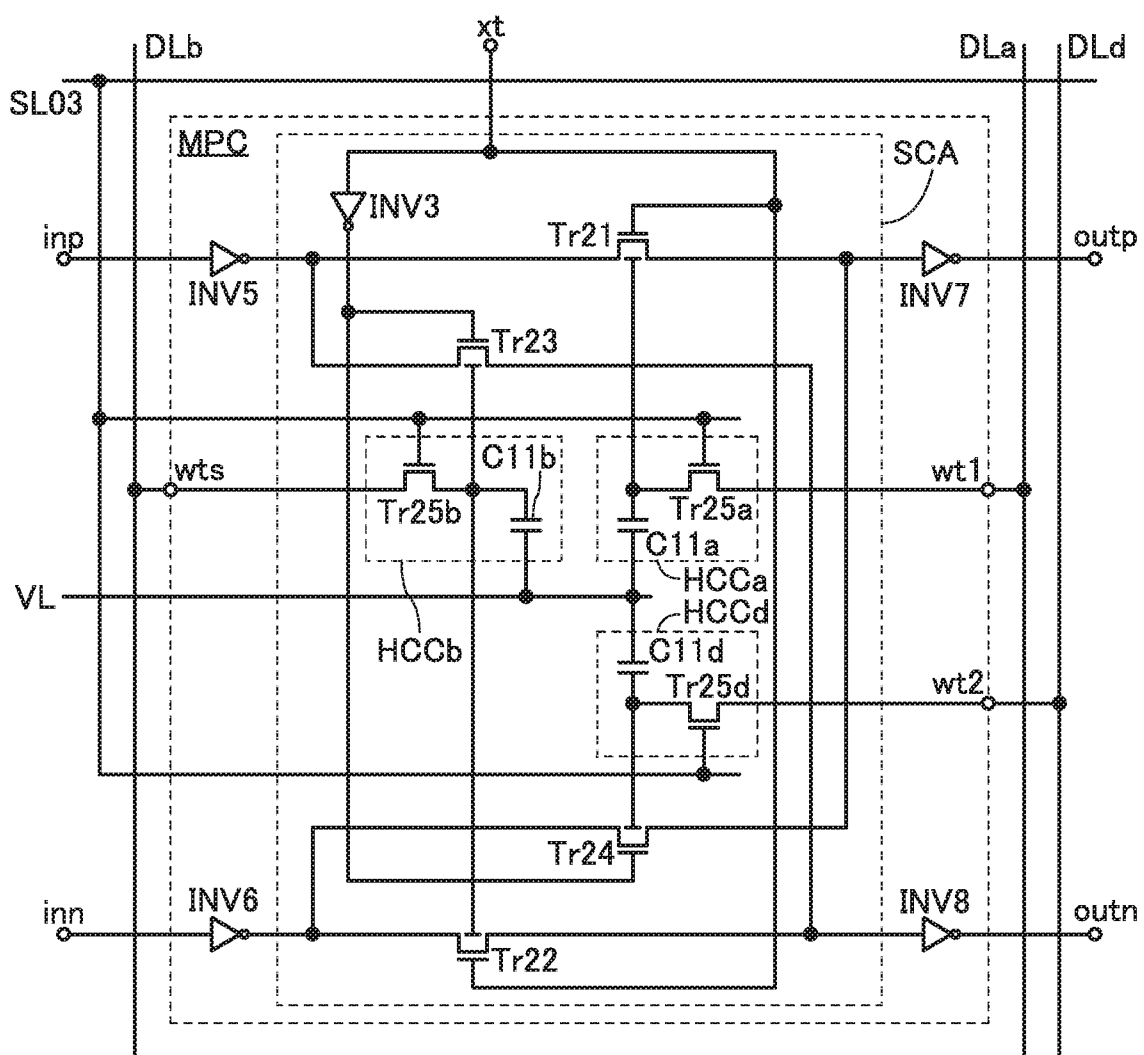 DLb
xt
DLa
DLd
SL03
MPC
SCA
INV3
inp
Tr21
outp
INV5
INV7
Tr23
wts
C11b
wt1
Tr25b
Tr25a
C11a
VL
HCCa
HCCd
HCCb
C11d
Tr25d
wt2
Tr24
inn
INV6
INV8
outn
Tr22